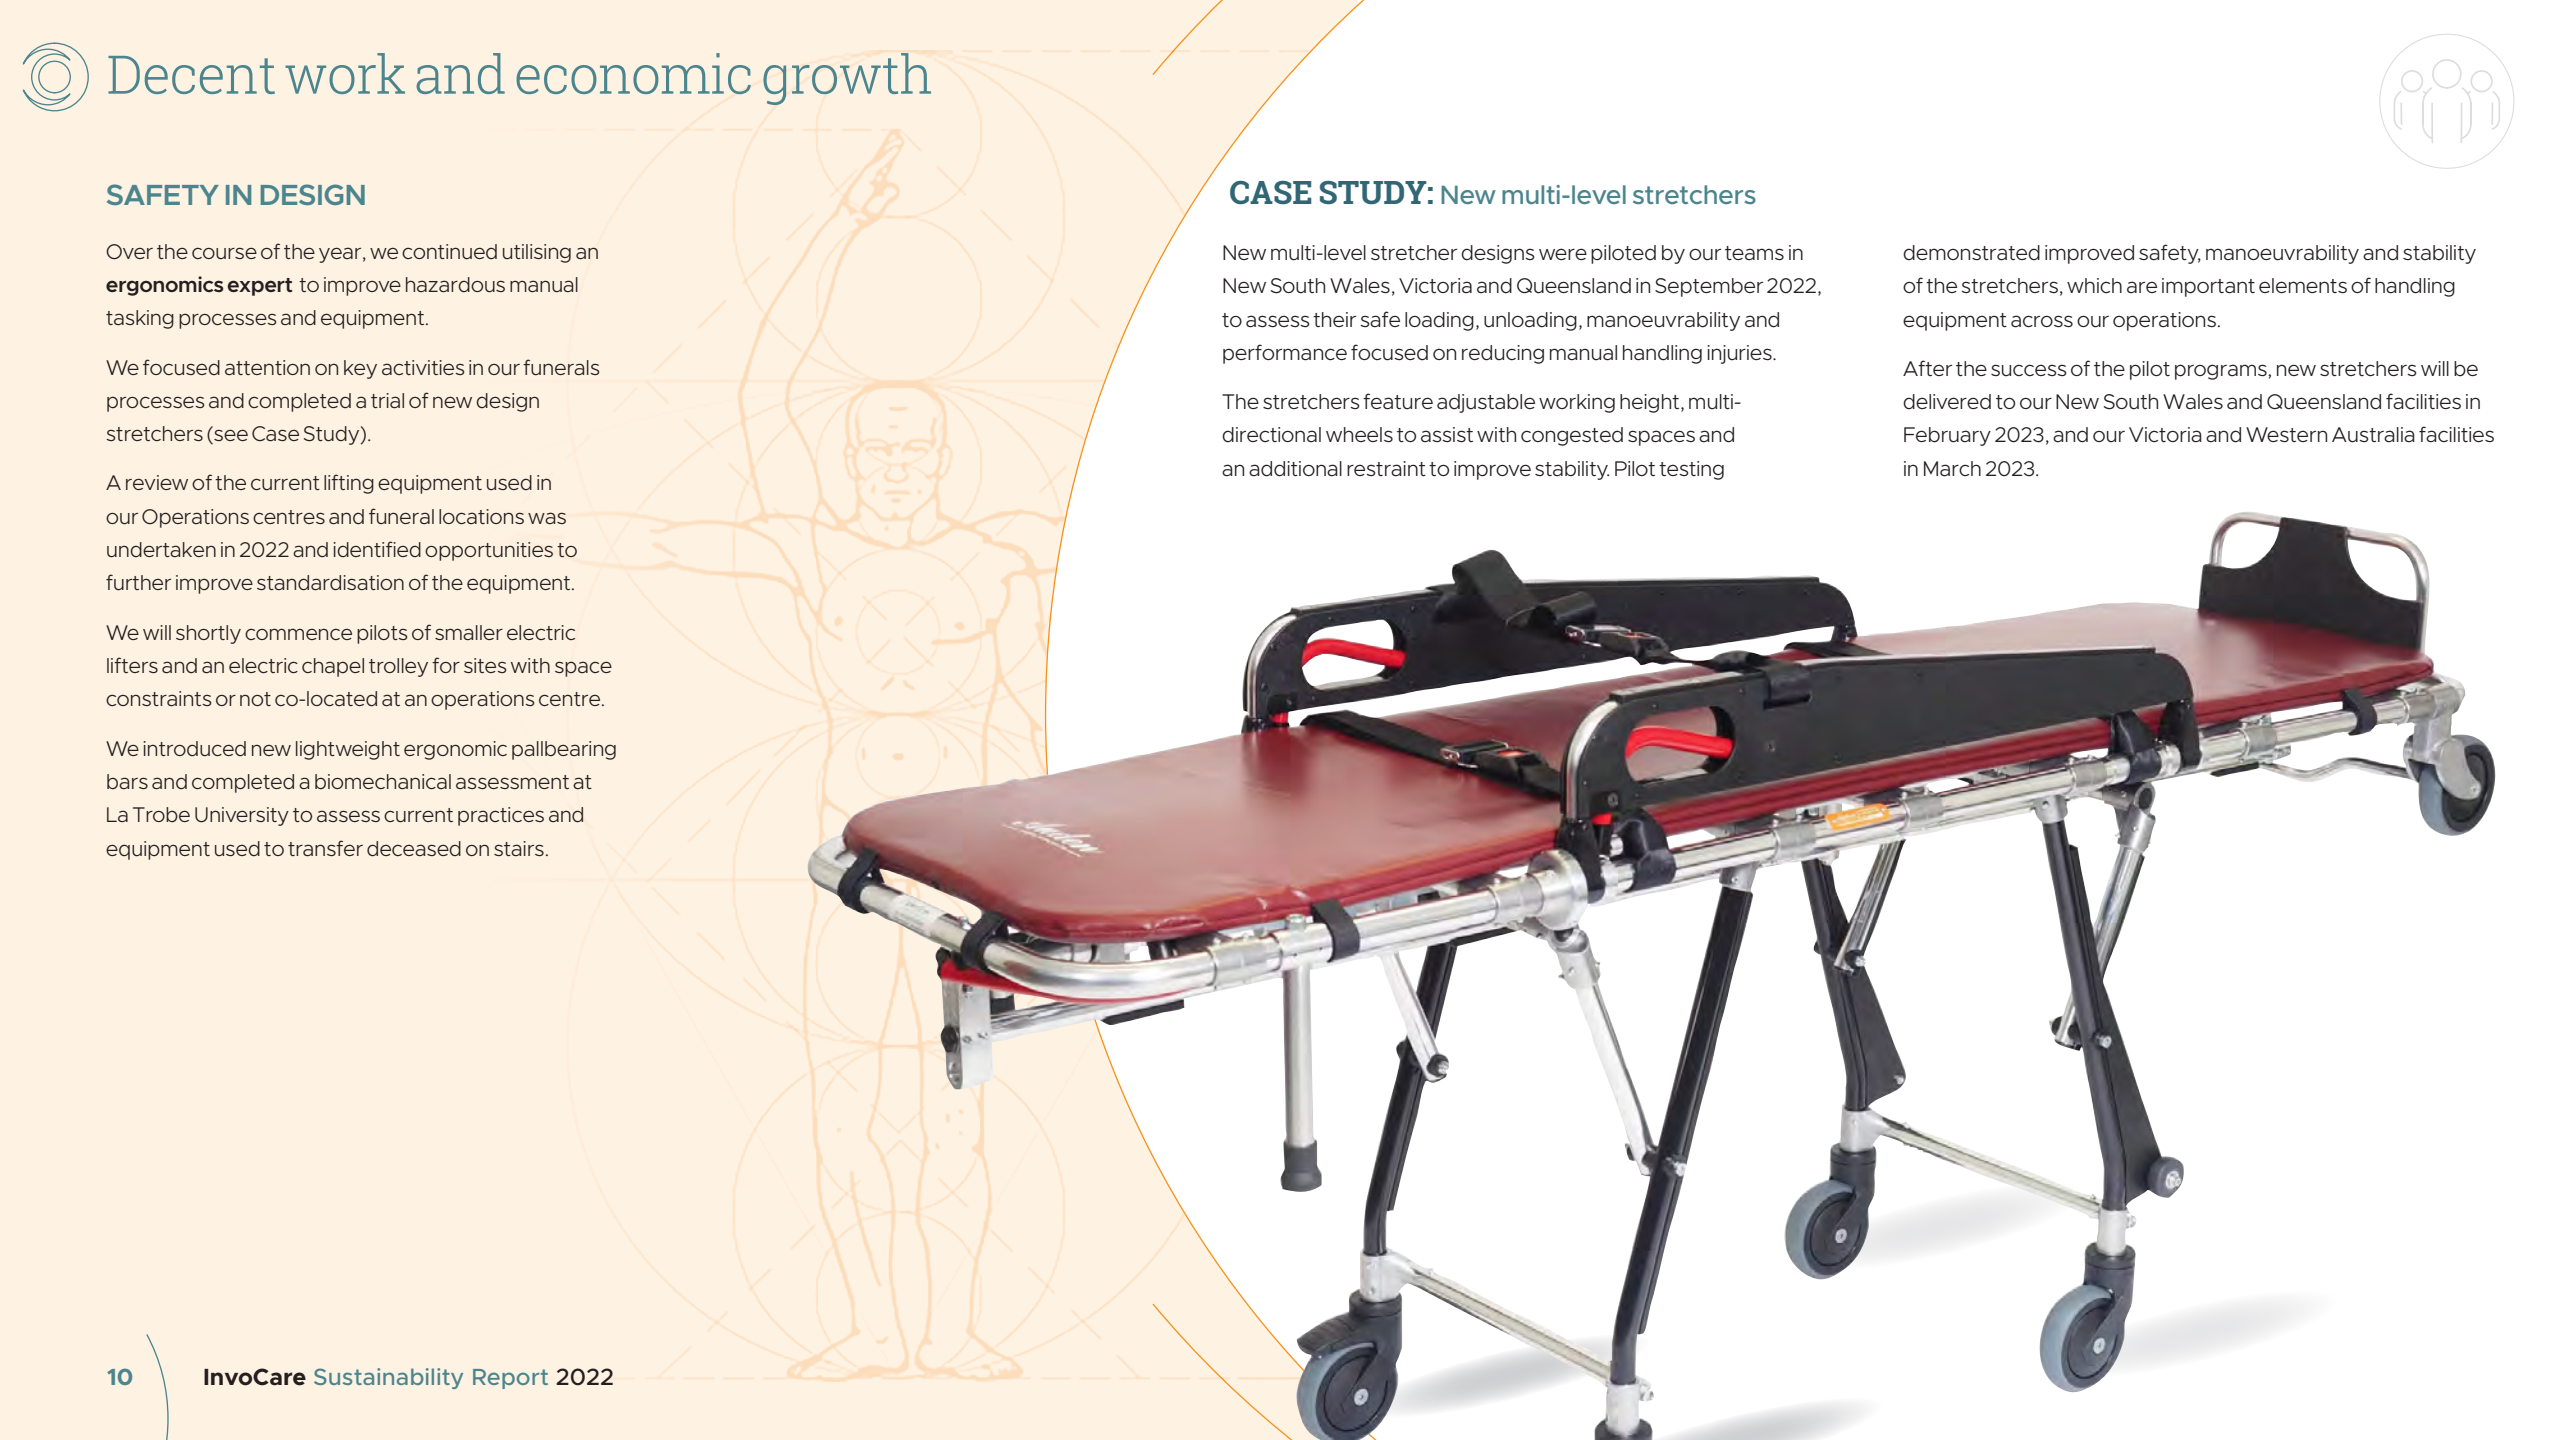 Decent work and economic growth
SAFETY IN DESIGN
Over the course of the year, we continued utilising an
ergonomics expert to improve hazardous manual
tasking processes and equipment.
We focused attention on key activities in our funerals
processes and completed a trial of new design
stretchers (see Case Study).
A review of the current lifting equipment used in
our Operations centres and funeral locations was
undertaken in 2022 and identified opportunities to
further improve standardisation of the equipment.
We will shortly commence pilots of smaller electric
lifters and an electric chapel trolley for sites with space
constraints or not co-located at an operations centre.
We introduced new lightweight ergonomic pallbearing
bars and completed a biomechanical assessment at
La Trobe University to assess current practices and
equipment used to transfer deceased on stairs.
CASE STUDY: New multi-level stretchers
New multi-level stretcher designs were piloted by our teams in
New South Wales, Victoria and Queensland in September 2022,
to assess their safe loading, unloading, manoeuvrability and
performance focused on reducing manual handling injuries.
The stretchers feature adjustable working height, multi-
directional wheels to assist with congested spaces and
an additional restraint to improve stability. Pilot testing
demonstrated improved safety, manoeuvrability and stability
of the stretchers, which are important elements of handling
equipment across our operations.
After the success of the pilot programs, new stretchers will be
delivered to our New South Wales and Queensland facilities in
February 2023, and our Victoria and Western Australia facilities
in March 2023.
10 InvoCare Sustainability Report 2022